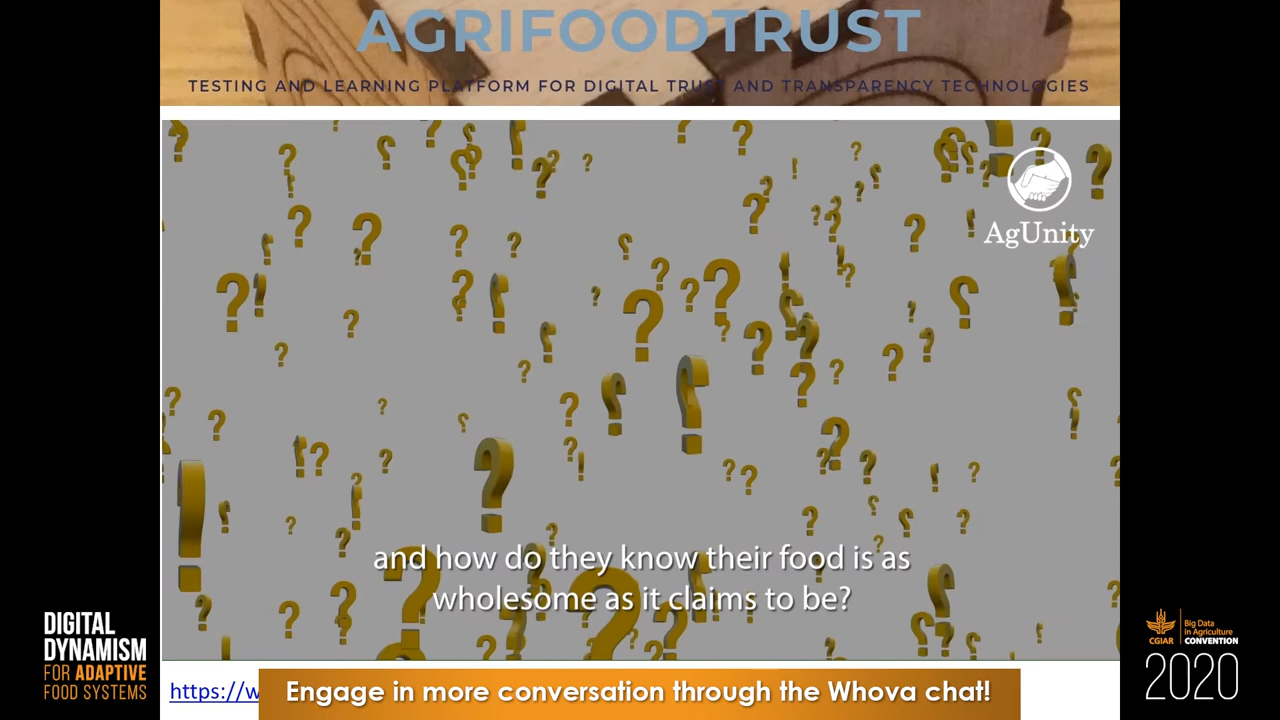 AGRIFOODTRUST
TESTING AND LEARNING PLATFORM FOR DIGITAL TRUST AND TRANSPARENCY TECHNOLOGIES
AgUnity
and how do they know their food is as
wholesome as it claims to be?
DIGITAL
DYNAMISM
FOR ADAPTIVE
FOOD SYSTEMS
https://w
Engage in more conversation through the Whova chat!
CGIAR
Big Data
in Agriculture
CONVENTION
2020